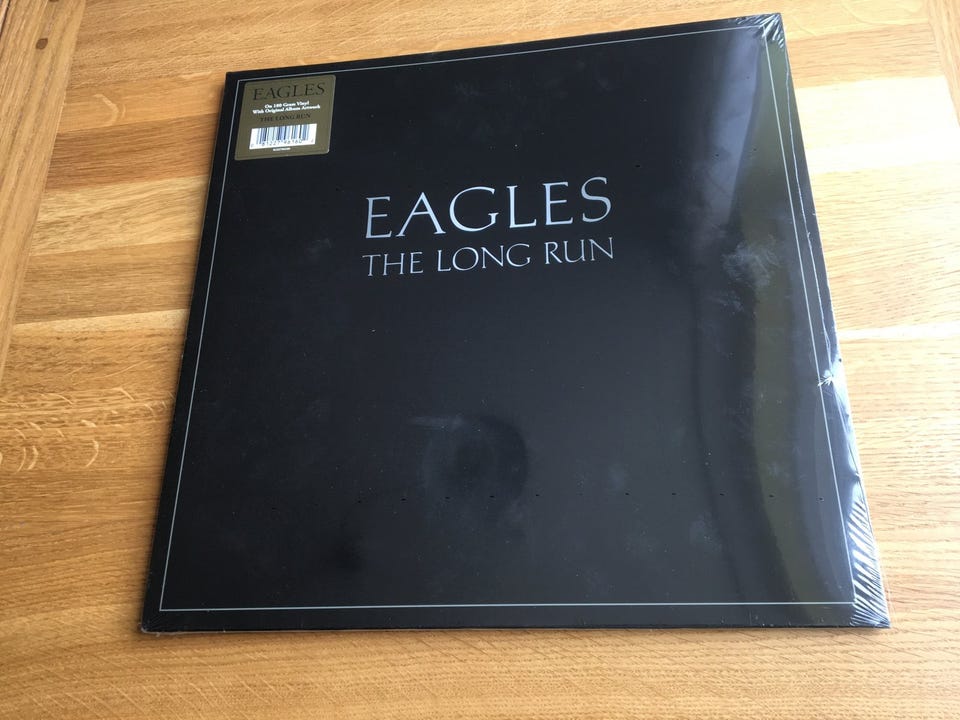 EAGLES
On 180 Gram Vinyl
With Original Album Artwork
THE LONG RUN
EAGLES
THE LONG RUN